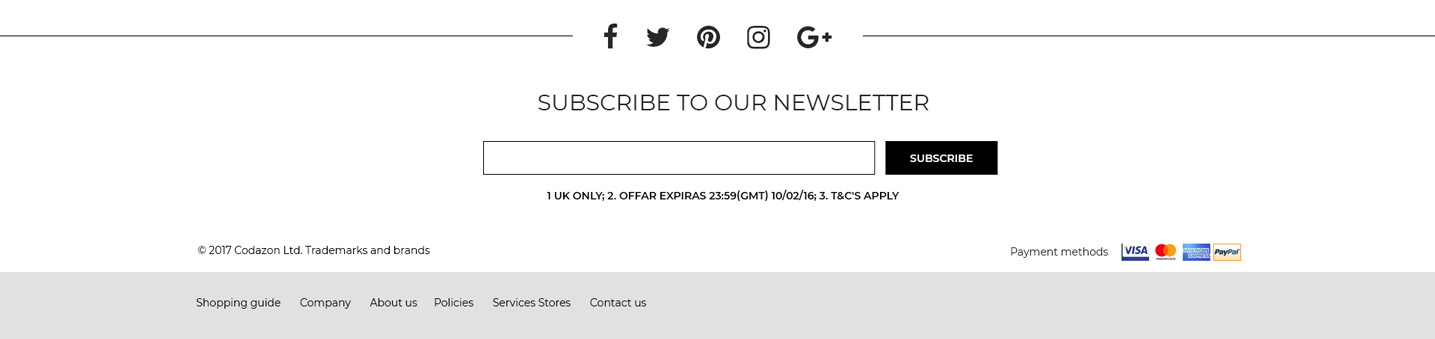 SUBSCRIBE TO OUR NEWSLETTER
SUBSCRIBE
1 UK ONLY; 2. OFFAR EXPIRAS 23:59(GMT) 10/02/16; 3. T&C'S APPLY
© 2017 Codazon Ltd. Trademarks and brands
Payment methods VISA mastercard AMERICAN EXPRESS PayPal
Shopping guide Company About us Policies Services Stores Contact us